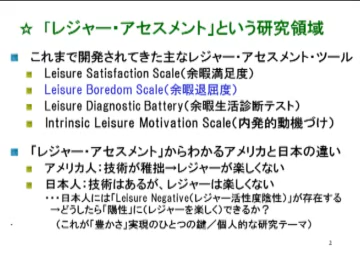 ☆ 「レジャー・アセスメント」という研究領域
これまで開発されてきた主なレジャー・アセスメント・ツール
Leisure Satisfaction Scale(余暇満足度)
Leisure Boredom Scale(余暇退屈度)
Leisure Diagnostic Battery(余暇生活診断テスト)
Intrinsic Leisure Motivation Scale(内発的動機づけ)
「レジャー・アセスメント」からわかるアメリカと日本の違い
アメリカ人：技術が稚拙→レジャーが楽しくない
日本人：技術はあるが、レジャーは楽しくない
・・・日本人には「Leisure Negative(レジャー活性度陰性)」が存在する
→どうしたら「陽性」に(レジャーを楽しく)できるか？
(これが「豊かさ」実現のひとつの鍵／個人的な研究テーマ)
2